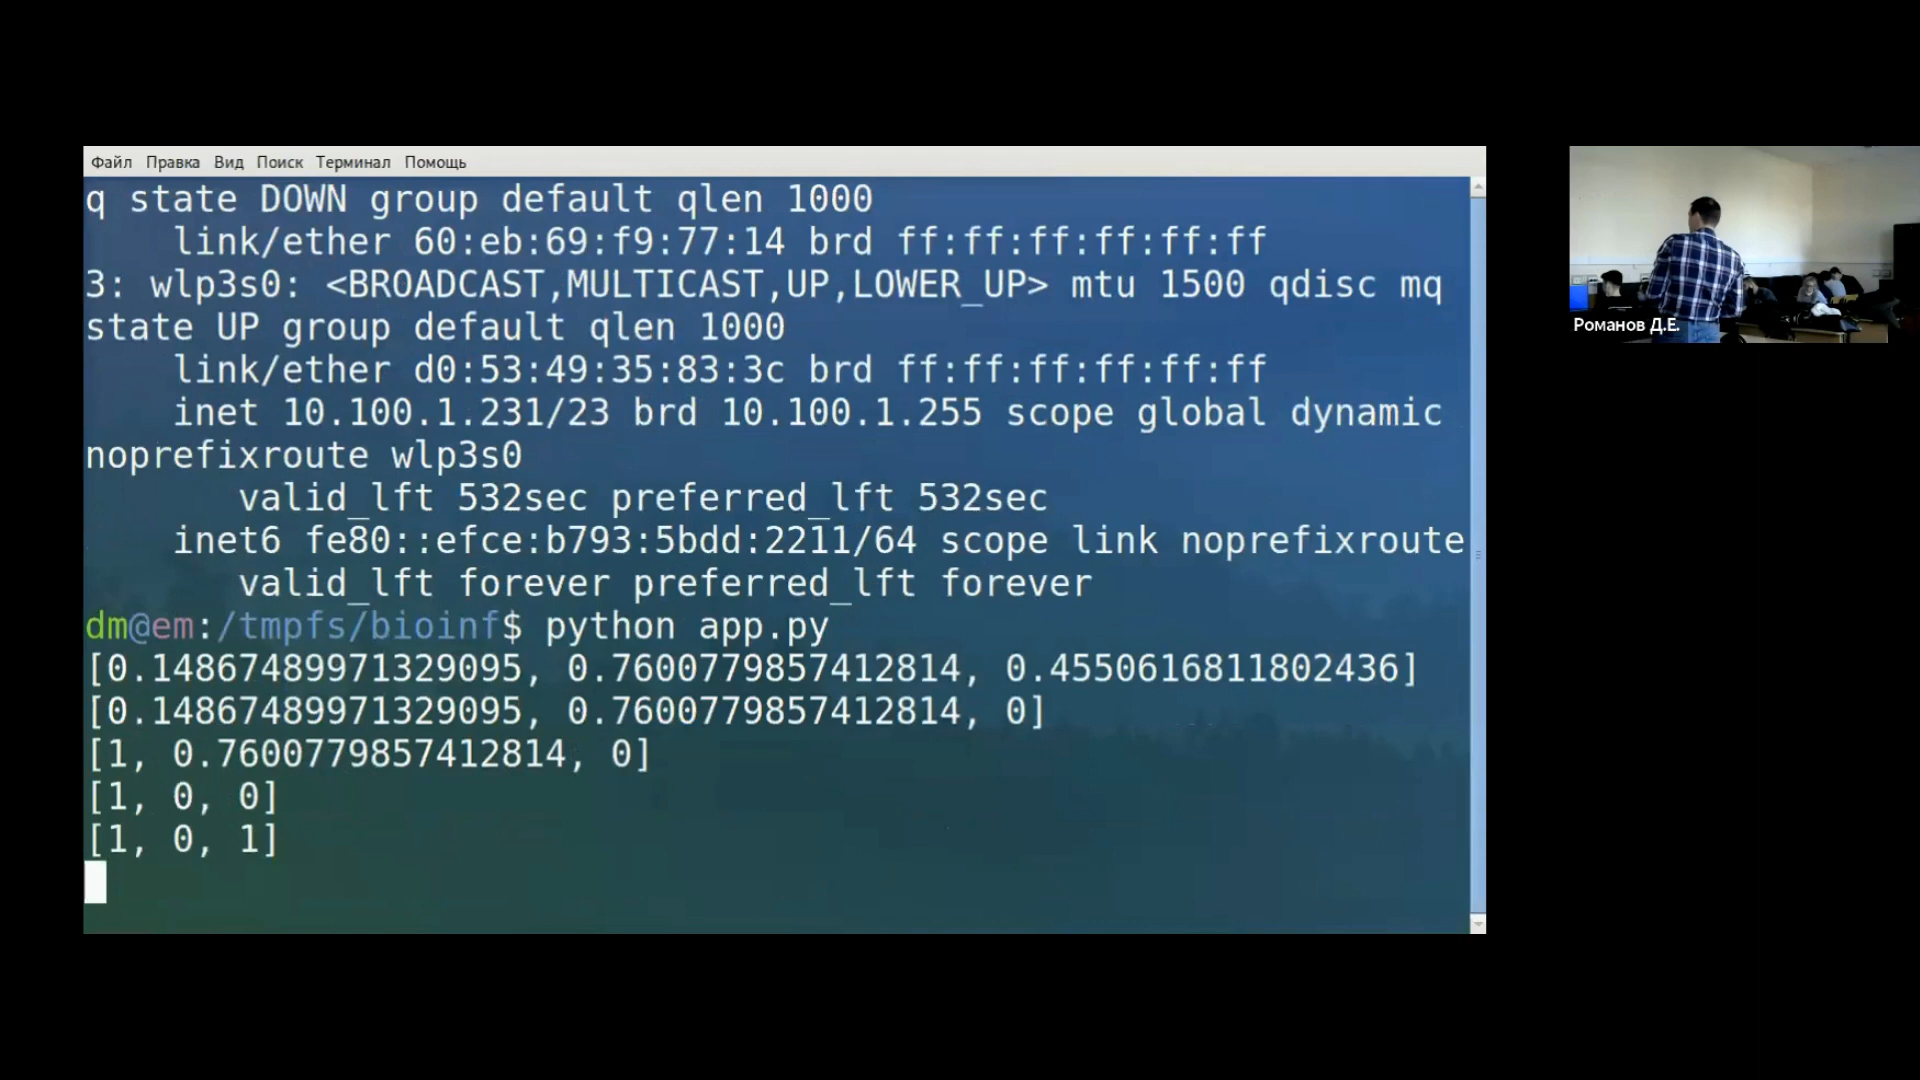 Файл Правка Вид Поиск Терминал Помощь
q state DOWN group default qlen 1000
link/ether 60:eb:69:f9:77:14 brd ff:ff:ff:ff:ff:ff
3: wlp3s0: <BROADCAST,MULTICAST,UP,LOWER_UP> mtu 1500 qdisc mq
state UP group default qlen 1000
link/ether d0:53:49:35:83:3c brd ff:ff:ff:ff:ff:ff
inet 10.100.1.231/23 brd 10.100.1.255 scope global dynamic
noprefixroute wlp3s0
valid_lft 532sec preferred_lft 532sec
inet6 fe80::efce:b793:5bdd:2211/64 scope link noprefixroute
valid_lft forever preferred_lft forever
dm@em:/tmpfs/bioinf$ python app.py
[0.14867489971329095, 0.7600779857412814, 0.4550616811802436]
[0.14867489971329095, 0.7600779857412814, 0]
[1, 0.7600779857412814, 0]
[1, 0, 0]
[1, 0, 1]
Романов Д.Е.